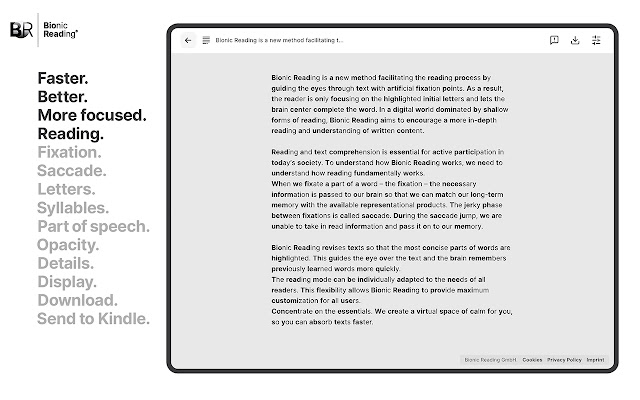 BR
Bionic
Reading®
Faster.
Better.
More focused.
Reading.
Fixation.
Saccade.
Letters.
Syllables.
Part of speech.
Opacity.
Details.
Display.
Download.
Send to Kindle.
Bionic Reading is a new method facilitating t...
Bionic Reading is a new method facilitating the reading process by
guiding the eyes through text with artificial fixation points. As a result,
the reader is only focusing on the highlighted initial letters and lets the
brain center complete the word. In a digital world dominated by shallow
forms of reading, Bionic Reading aims to encourage a more in-depth
reading and understanding of written content.
Reading and text comprehension is essential for active participation in
today's society. To understand how Bionic Reading works, we need to
understand how reading fundamentally works.
When we fixate a part of a word – the fixation – the necessary
information is passed to our brain so that we can match our long-term
memory with the available representational products. The jerky phase
between fixations is called saccade. During the saccade jump, we are
unable to take in read information and pass it on to our memory.
Bionic Reading revises texts so that the most concise parts of words are
highlighted. This guides the eye over the text and the brain remembers
previously learned words more quickly.
The reading mode can be individually adapted to the needs of all
readers. This flexibility allows Bionic Reading to provide maximum
customization for all users.
Concentrate on the essentials. We create a virtual space of calm for you,
so you can absorb texts faster.
Bionic Reading GmbH Cookies Privacy Policy Imprint